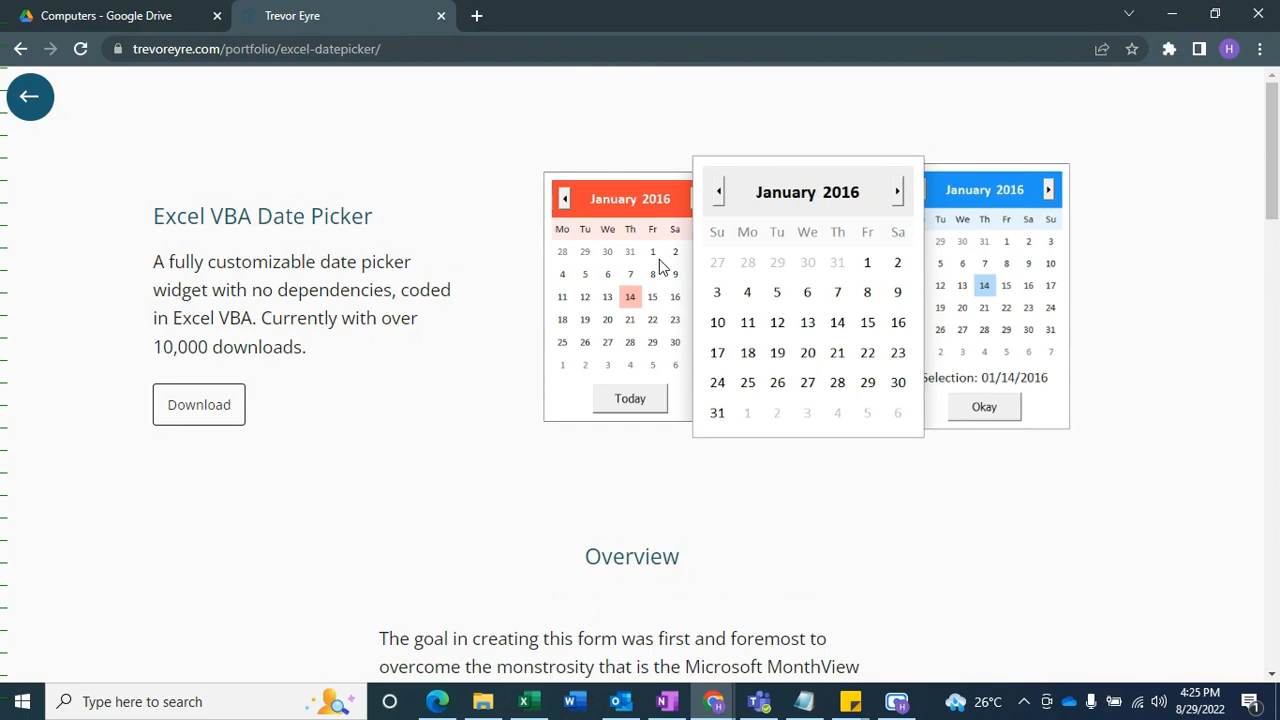 Computers - Google Drive
Trevor Eyre
trevoreyre.com/portfolio/excel-datepicker/
H
Excel VBA Date Picker
A fully customizable date picker
widget with no dependencies, coded
in Excel VBA. Currently with over
10,000 downloads.
Download
January 2016
Mo Tu We Th Fr Sa
28 29 30 31 1 2
4 5 6 7 8 9
11 12 13 14 15 16
18 19 20 21 22 23
25 26 27 28 29 30
1 2 3 4 5 6
Today
January 2016
Su Mo Tu We Th Fr Sa
27 28 29 30 31 1 2
3 4 5 6 7 8 9
10 11 12 13 14 15 16
17 18 19 20 21 22 23
24 25 26 27 28 29 30
31 1 2 3 4 5 6
January 2016
Tu We Th Fr Sa Su
29 30 31 1 2 3
5 6 7 8 9 10
12 13 14 15 16 17
19 20 21 22 23 24
26 27 28 29 30 31
2 3 4 5 6 7
Selection: 01/14/2016
Okay
Overview
The goal in creating this form was first and foremost to
overcome the monstrosity that is the Microsoft MonthView
Type here to search
26°C
4:25 PM
8/29/2022